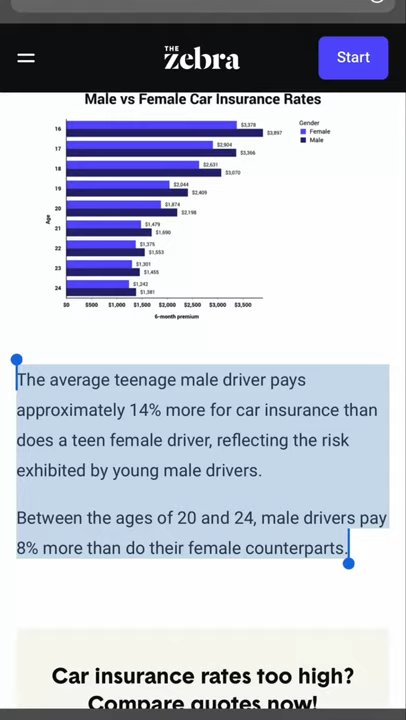 THE
zebra
Start
Male vs Female Car Insurance Rates
Gender
Female
Male
Age
16
$3,378
$3,897
17
$2,904
$3,366
18
$2,631
$3,070
19
$2,044
$2,409
20
$1,874
$2,198
21
$1,479
$1,690
22
$1,375
$1,553
23
$1,301
$1,455
24
$1,242
$1,381
$0 $500 $1,000 $1,500 $2,000 $2,500 $3,000 $3,500
6-month premium
The average teenage male driver pays
approximately 14% more for car insurance than
does a teen female driver, reflecting the risk
exhibited by young male drivers.
Between the ages of 20 and 24, male drivers pay
8% more than do their female counterparts.
Car insurance rates too high?
Compare quotes now!